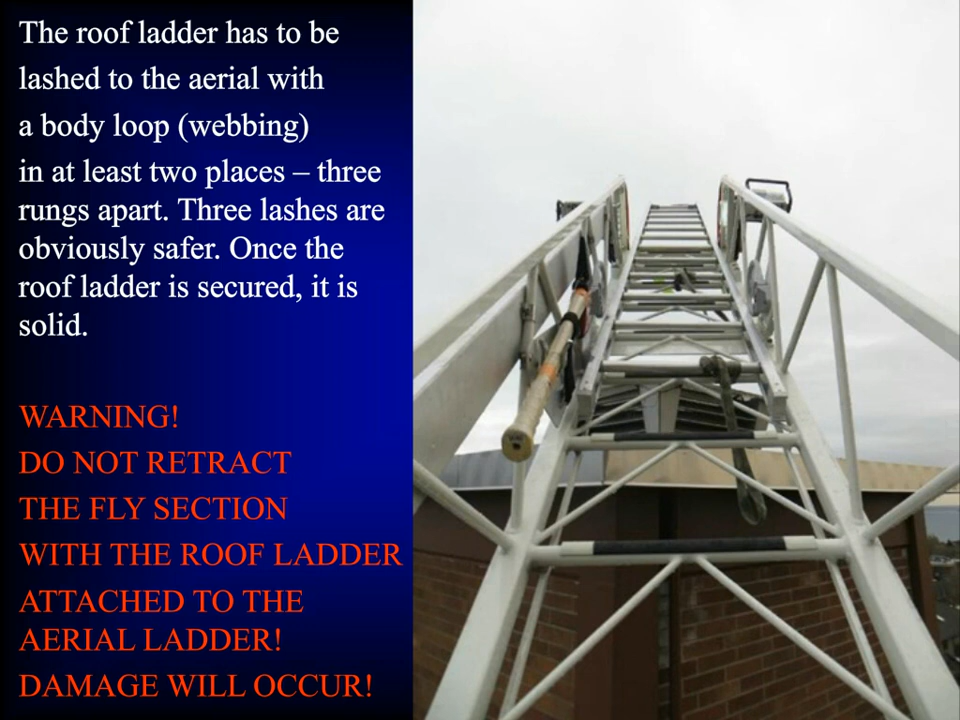 The roof ladder has to be
lashed to the aerial with
a body loop (webbing)
in at least two places – three
rungs apart. Three lashes are
obviously safer. Once the
roof ladder is secured, it is
solid.
WARNING!
DO NOT RETRACT
THE FLY SECTION
WITH THE ROOF LADDER
ATTACHED TO THE
AERIAL LADDER!
DAMAGE WILL OCCUR!